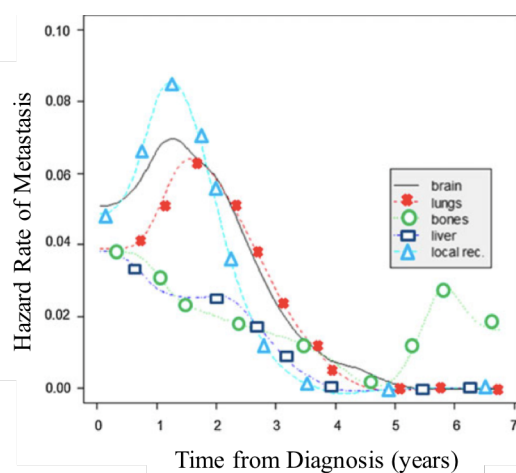 0.10
0.08
0.06
0.04
0.02
0.00
Hazard Rate of Metastasis
brain
lungs
bones
liver
local rec.
0 1 2 3 4 5 6 7
Time from Diagnosis (years)